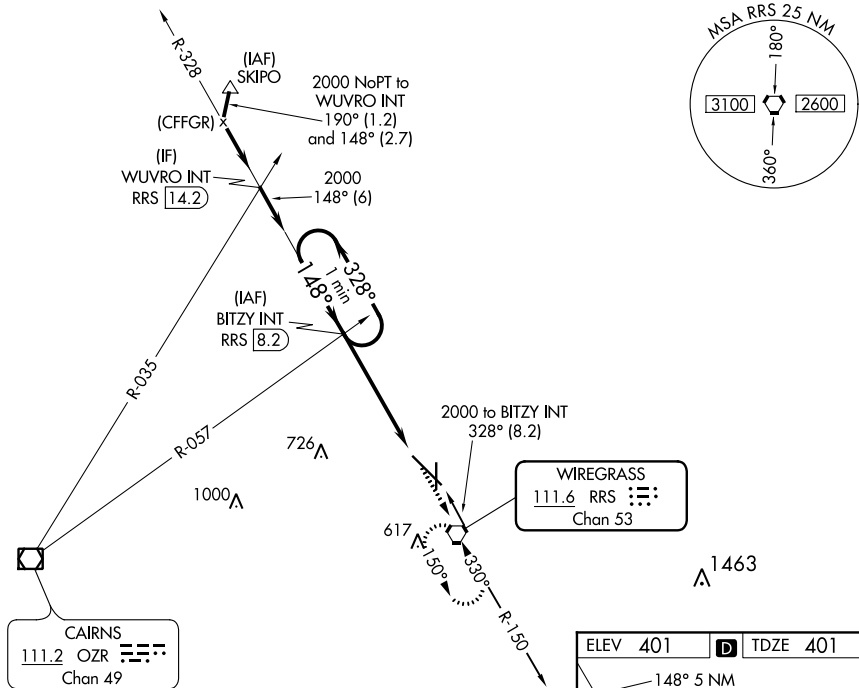 MSA RRS 25 NM
180°
3100
2600
360°
R-328
(IAF)
SKIPO
2000 NoPT to
WUVRO INT
190° (1.2)
and 148° (2.7)
(CFFGR)
(IF)
WUVRO INT
RRS 14.2
2000
148° (6)
148°
1 min
328°
(IAF)
BITZY INT
RRS 8.2
R-035
R-057
2000 to BITZY INT
328° (8.2)
726
1000
WIREGRASS
111.6 RRS
Chan 53
617
150°
330°
1463
R-150
CAIRNS
111.2 OZR
Chan 49
ELEV 401 D TDZE 401
148° 5 NM